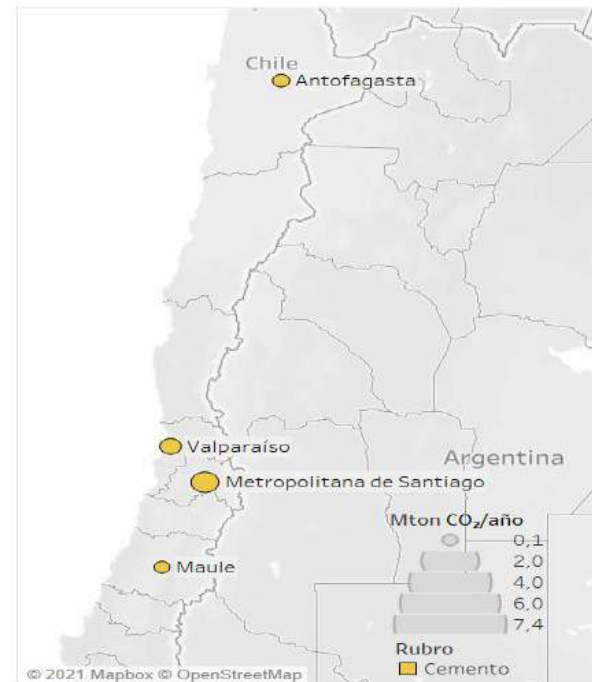 Chile
Antofagasta
Valparaíso
Metropolitana de Santiago
Argentina
Mton CO₂/año
0,1
2,0
4,0
6,0
7,4
Maule
Rubro
Cemento
© 2021 Mapbox © OpenStreetMap